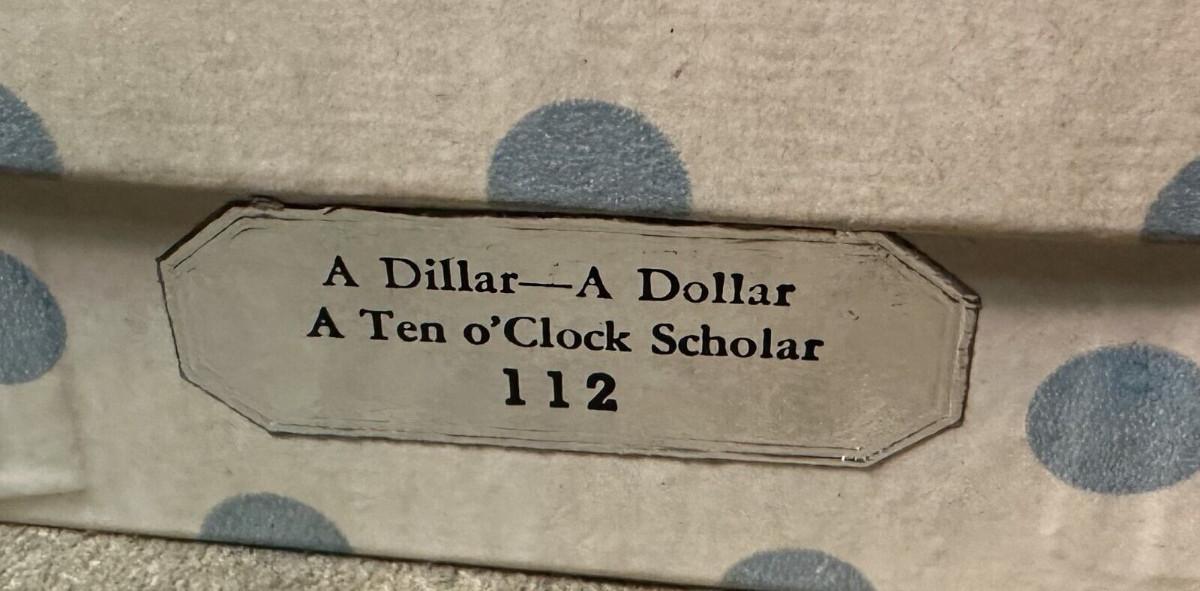 A Dillar—A Dollar
A Ten o'Clock Scholar
112